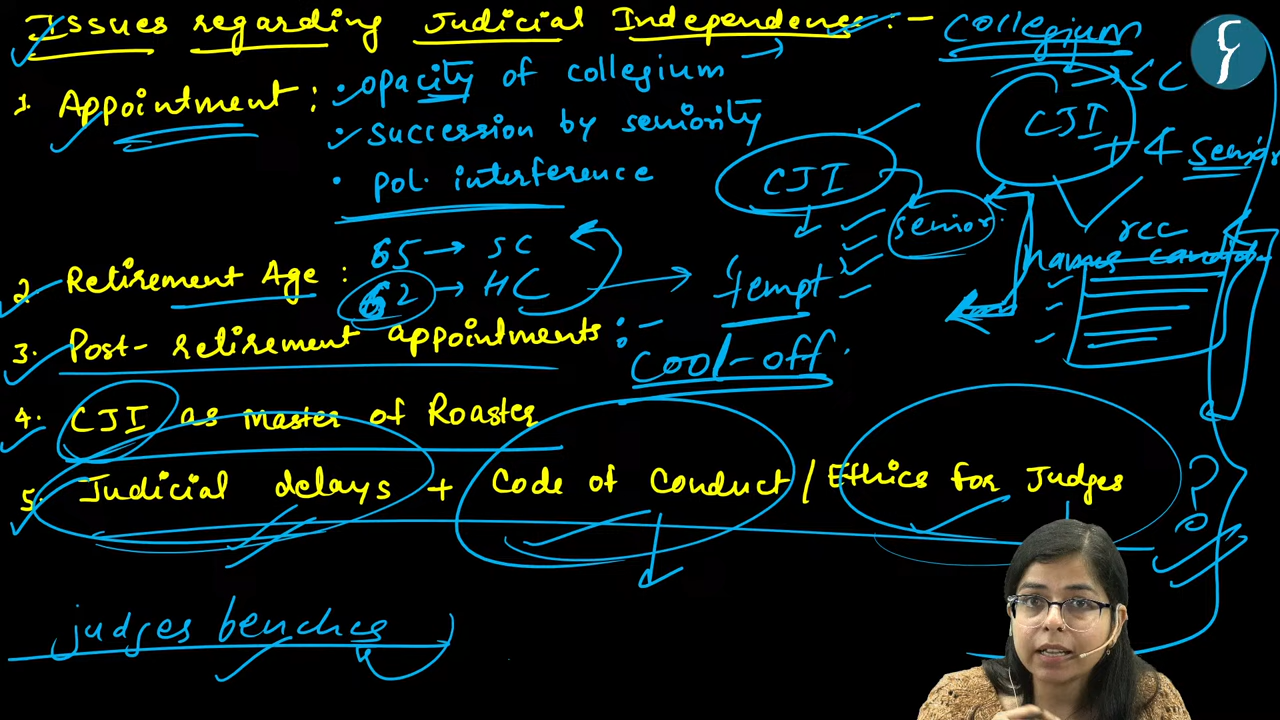 Issues regarding Judicial Independence :-
Collegium
1. Appointment : • opacity of collegium →
• succession by seniority
• pol. interference
SC
CJI
+ 4 senior
CJI
senior.
rec
names
2. Retirement Age :
65 → SC
62 → HC
'tempt'
3. Post-retirement appointments :-
Cool-off.
4. CJI as Master of Roaster
5. Judicial delays + Code of Conduct / Ethics for Judges
?
judges benches